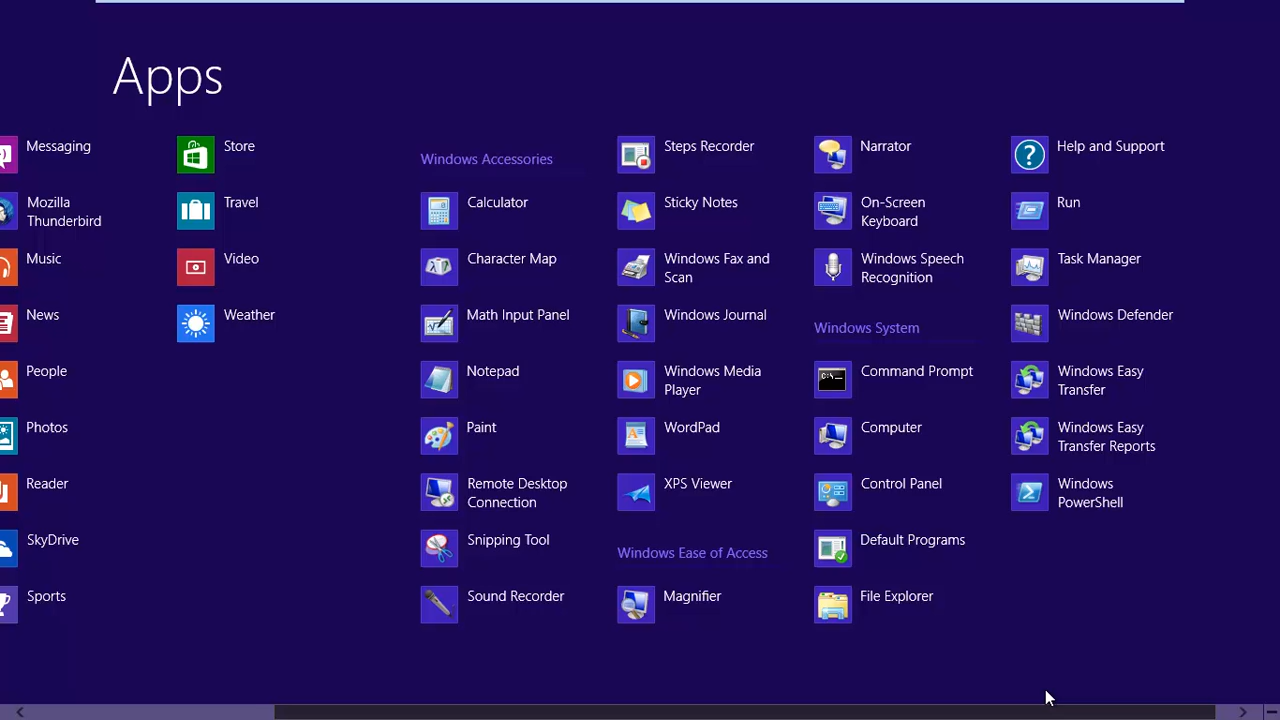 Apps
Messaging
Mozilla
Thunderbird
Music
News
People
Photos
Reader
SkyDrive
Sports
Store
Travel
Video
Weather
Windows Accessories
Calculator
Character Map
Math Input Panel
Notepad
Paint
Remote Desktop
Connection
Snipping Tool
Sound Recorder
Steps Recorder
Sticky Notes
Windows Fax and
Scan
Windows Journal
Windows Media
Player
WordPad
XPS Viewer
Windows Ease of Access
Magnifier
Narrator
On-Screen
Keyboard
Windows Speech
Recognition
Windows System
Command Prompt
Computer
Control Panel
Default Programs
File Explorer
Help and Support
Run
Task Manager
Windows Defender
Windows Easy
Transfer
Windows Easy
Transfer Reports
Windows
PowerShell